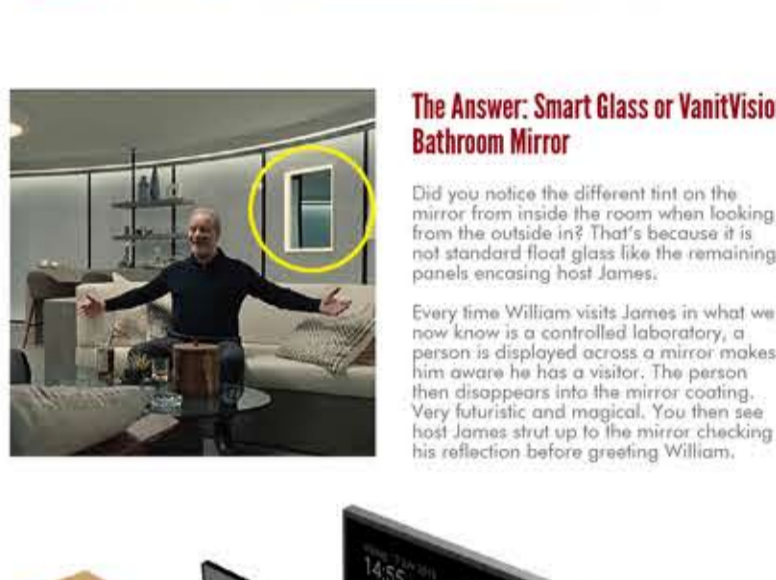 The Answer: Smart Glass or VanitVisio
Bathroom Mirror
Did you notice the different tint on the
mirror from inside the room when looking
from the outside in? That's because it is
not standard float glass like the remaining
panels encasing host James.
Every time William visits James in what we
now know is a controlled laboratory, a
person is displayed across a mirror makes
him aware he has a visitor. The person
then disappears into the mirror coating.
Very futuristic and magical. You then see
host James strut up to the mirror checking
his reflection before greeting William.
14:55